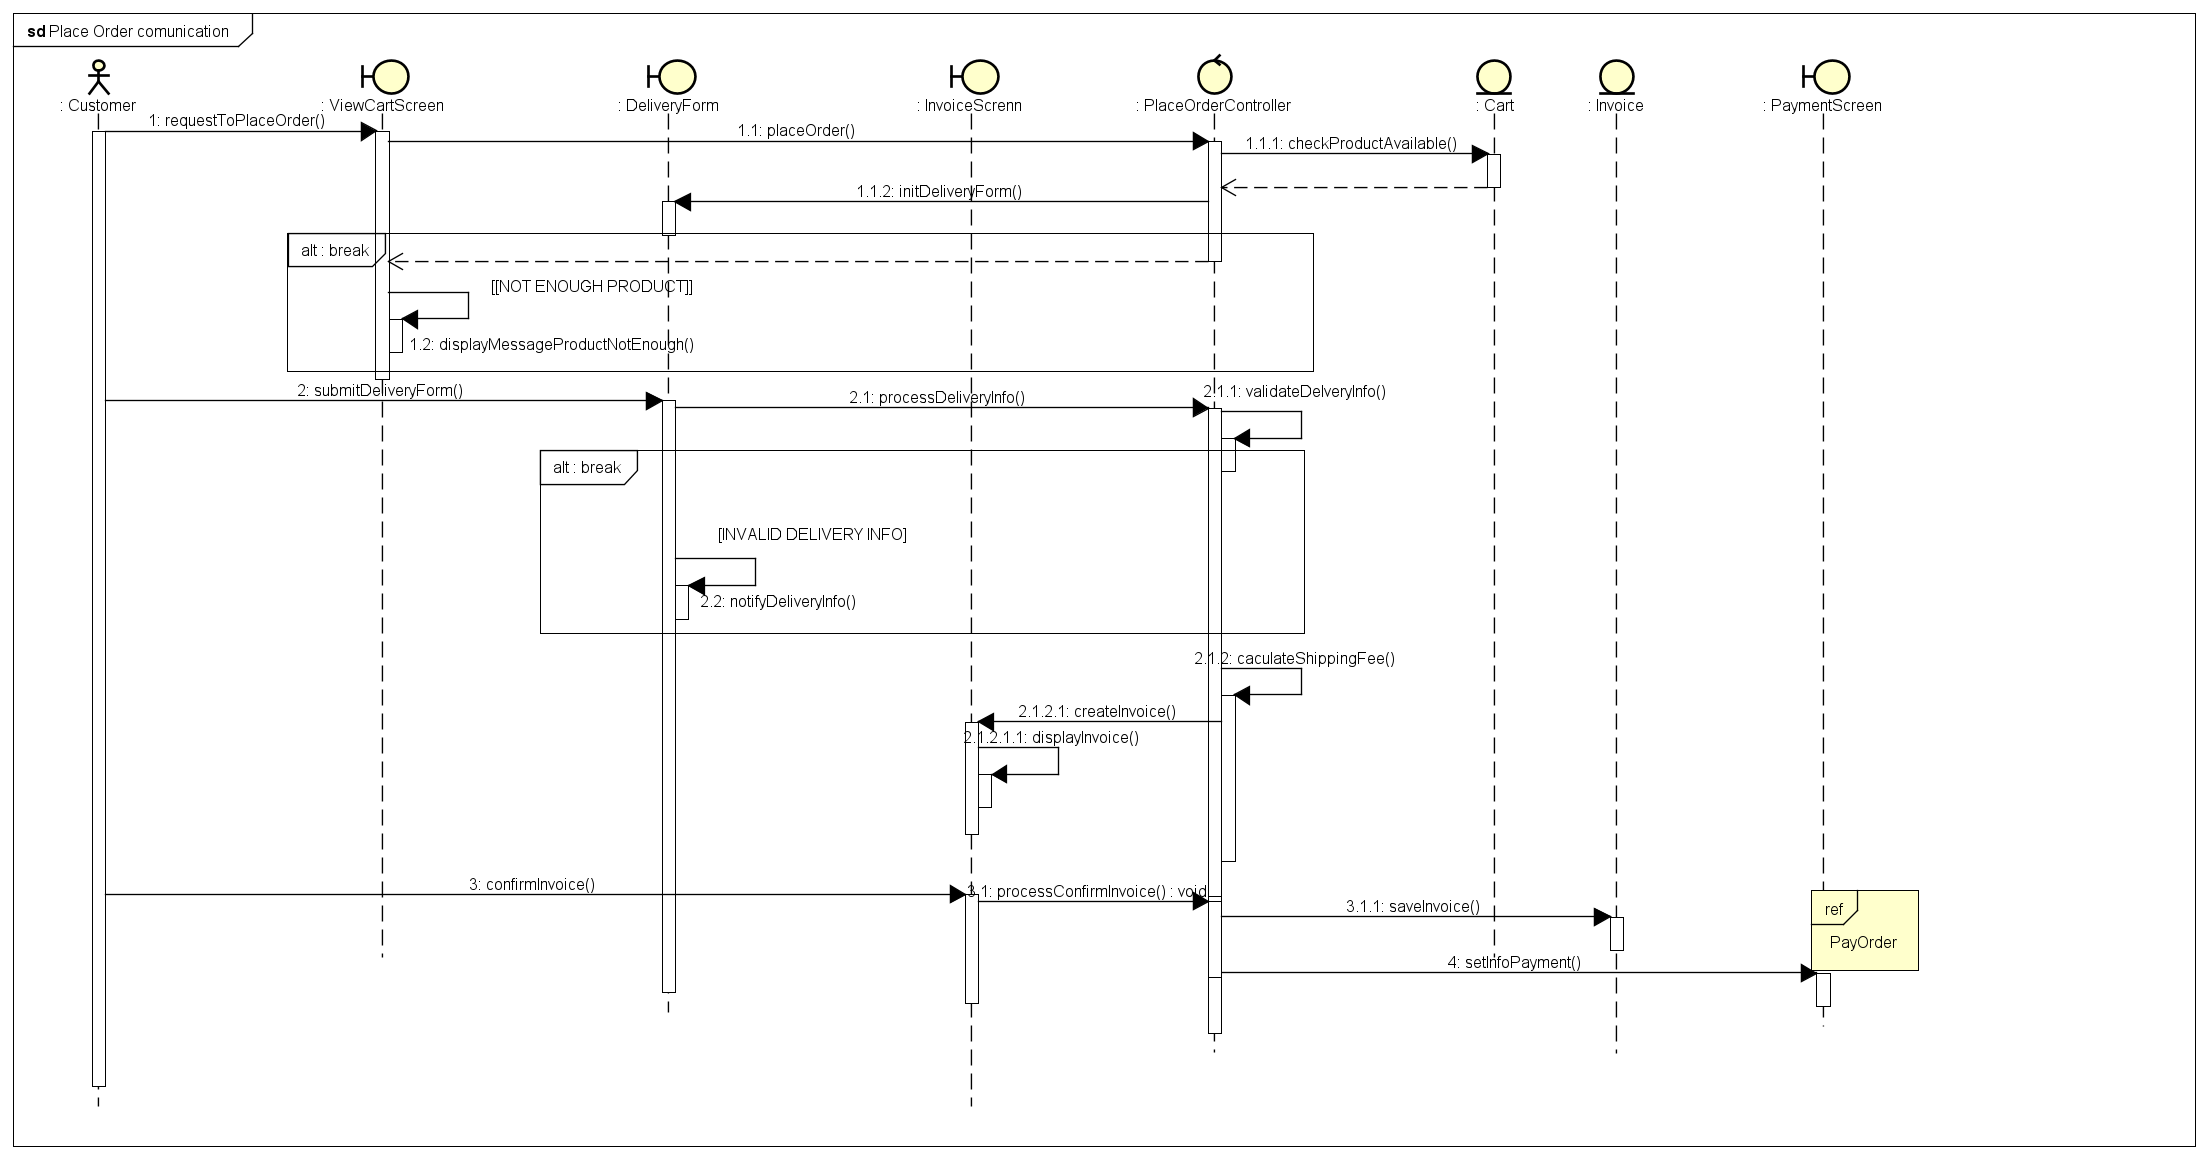 sd Place Order comunication
: Customer
: ViewCartScreen
: DeliveryForm
: InvoiceScrenn
: PlaceOrderController
: Cart
: Invoice
: PaymentScreen
1: requestToPlaceOrder()
1.1: placeOrder()
1.1.1: checkProductAvailable()
1.1.2: initDeliveryForm()
alt : break
[[NOT ENOUGH PRODUCT]]
1.2: displayMessageProductNotEnough()
2: submitDeliveryForm()
2.1: processDeliveryInfo()
2.1.1: validateDelveryInfo()
alt : break
[INVALID DELIVERY INFO]
2.2: notifyDeliveryInfo()
2.1.2: caculateShippingFee()
2.1.2.1: createInvoice()
2.1.2.1.1: displayInvoice()
3: confirmInvoice()
3.1: processConfirmInvoice() : void
3.1.1: saveInvoice()
ref
PayOrder
4: setInfoPayment()